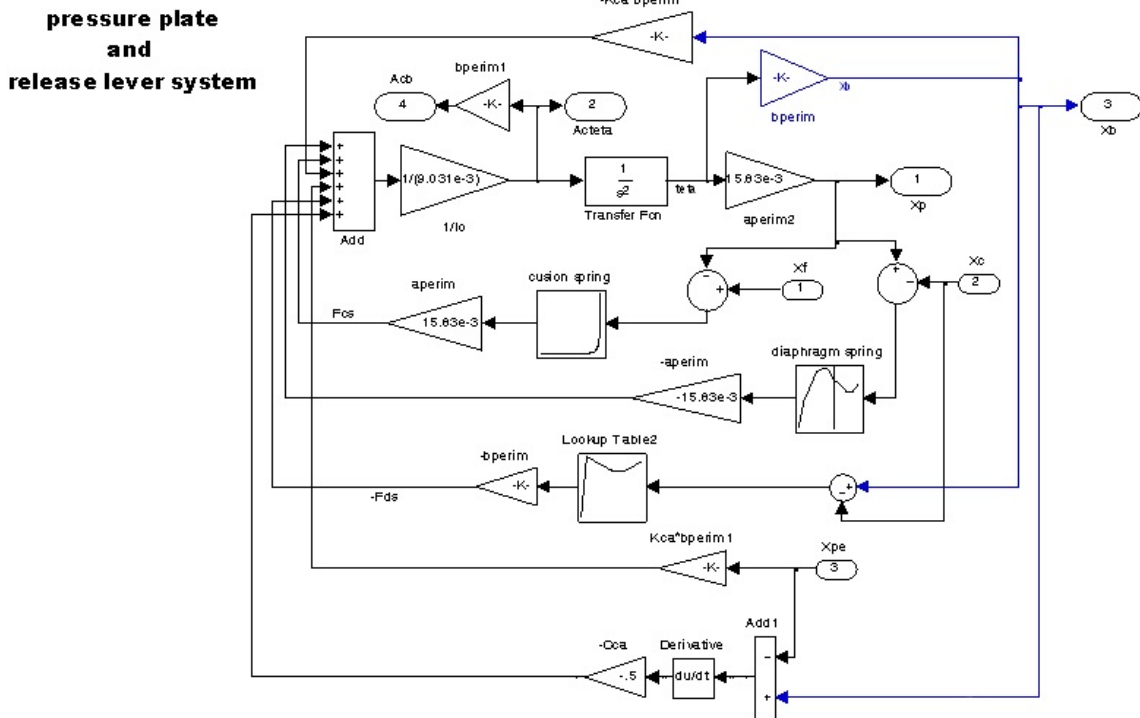 pressure plate
and
release lever system
-Kca*bperim
-K-
Acb
4
bperim1
-K-
2
Acteta
-K-
bperim
Xb
3
Xb
+
+
+
+
+
+
Add
1/(9.031e-3)
1/Io
1
s²
Transfer Fcn
teta
15.63e-3
aperim2
1
Xp
aperim
15.63e-3
Fcs
cusion spring
-
+
Xf
1
+
-
Xc
2
-aperim
-15.63e-3
diaphragm spring
Lookup Table2
-bperim
-K-
-Fds
+
-
Kca*bperim1
-K-
Xpe
3
Add1
-
+
-Cca
-.5
Derivative
du/dt